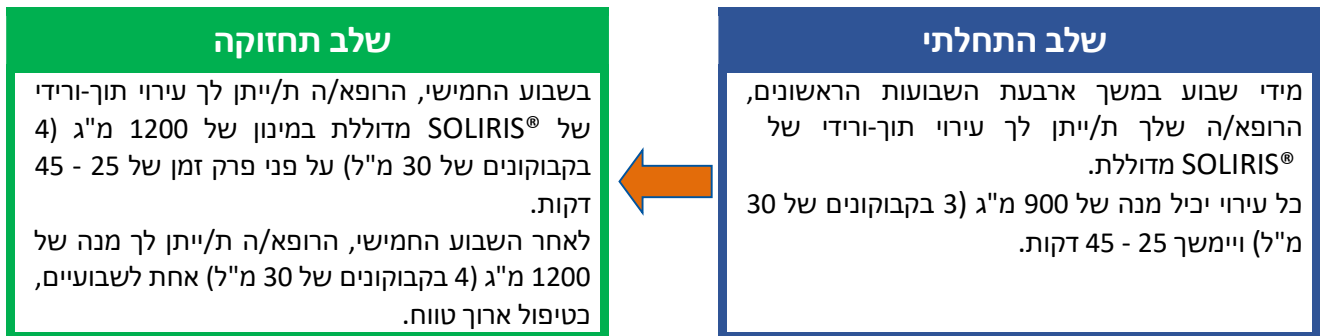 שלב התחלתי
מידי שבוע במשך ארבעת השבועות הראשונים,
הרופא/ה שלך ת/ייתן לך עירוי תוך-ורידי של
SOLIRIS® מדוללת.
כל עירוי יכיל מנה של 900 מ"ג (3 בקבוקונים של 30
מ"ל) ויימשך 25 - 45 דקות.
שלב תחזוקה
בשבוע החמישי, הרופא/ה ת/ייתן לך עירוי תוך-ורידי
של SOLIRIS® מדוללת במינון של 1200 מ"ג (4
בקבוקונים של 30 מ"ל) על פני פרק זמן של 25 - 45
דקות.
לאחר השבוע החמישי, הרופא/ה ת/ייתן לך מנה של
1200 מ"ג (4 בקבוקונים של 30 מ"ל) אחת לשבועיים,
כטיפול ארוך טווח.